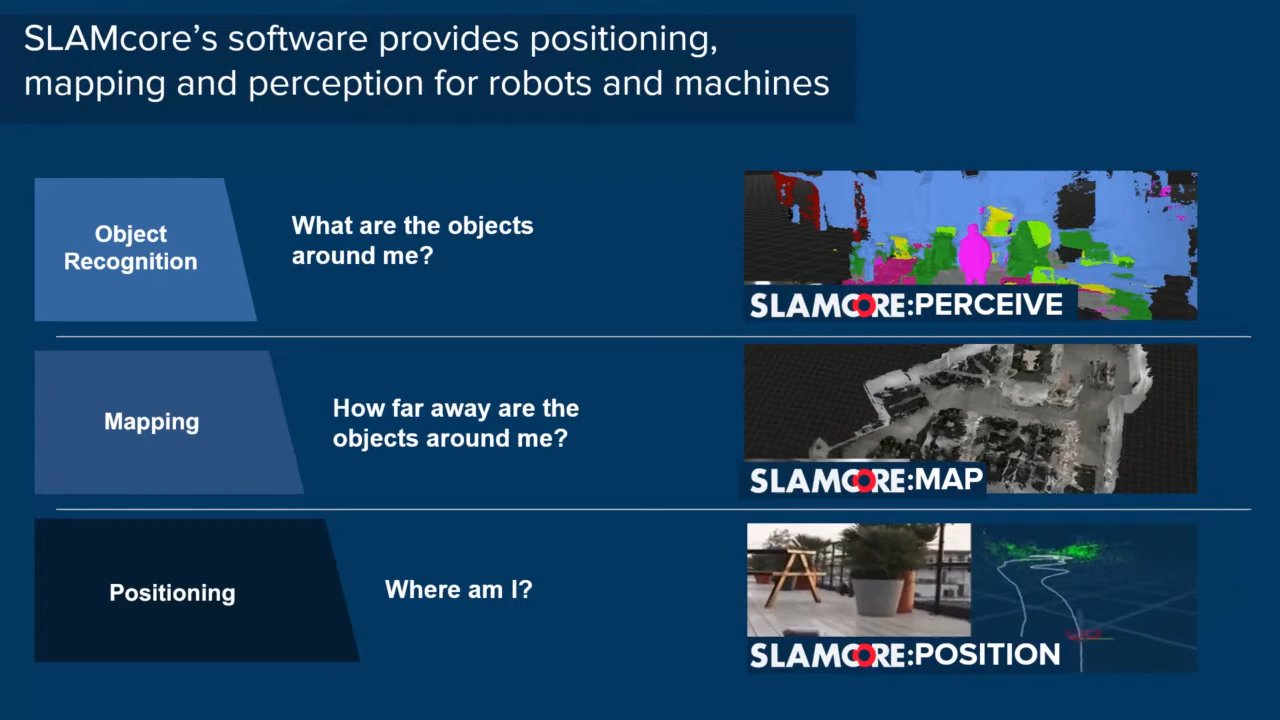 SLAMcore’s software provides positioning,
mapping and perception for robots and machines
Object
Recognition
What are the objects
around me?
SLAMCORE:PERCEIVE
Mapping
How far away are the
objects around me?
SLAMCORE:MAP
Positioning
Where am I?
SLAMCORE:POSITION